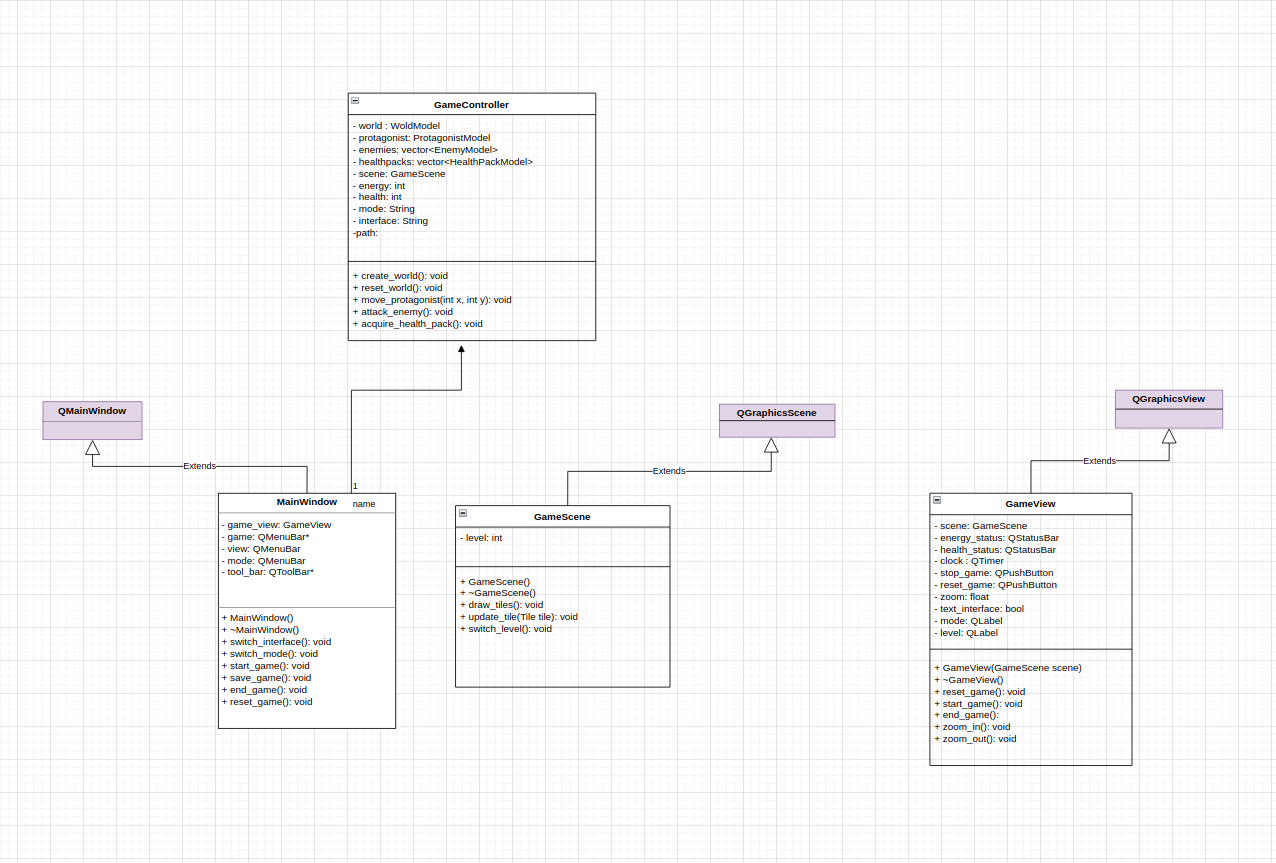 GameController
- world : WoldModel
- protagonist: ProtagonistModel
- enemies: vector<EnemyModel>
- healthpacks: vector<HealthPackModel>
- scene: GameScene
- energy: int
- health: int
- mode: String
- interface: String
-path:
+ create_world(): void
+ reset_world(): void
+ move_protagonist(int x, int y): void
+ attack_enemy(): void
+ acquire_health_pack(): void
QMainWindow
Extends
1
name
MainWindow
- game_view: GameView
- game: QMenuBar*
- view: QMenuBar
- mode: QMenuBar
- tool_bar: QToolBar*
+ MainWindow()
+ ~MainWindow()
+ switch_interface(): void
+ switch_mode(): void
+ start_game(): void
+ save_game(): void
+ end_game(): void
+ reset_game(): void
QGraphicsScene
Extends
GameScene
- level: int
+ GameScene()
+ ~GameScene()
+ draw_tiles(): void
+ update_tile(Tile tile): void
+ switch_level(): void
QGraphicsView
Extends
GameView
- scene: GameScene
- energy_status: QStatusBar
- health_status: QStatusBar
- clock : QTimer
- stop_game: QPushButton
- reset_game: QPushButton
- zoom: float
- text_interface: bool
- mode: QLabel
- level: QLabel
+ GameView(GameScene scene)
+ ~GameView()
+ reset_game(): void
+ start_game(): void
+ end_game():
+ zoom_in(): void
+ zoom_out(): void